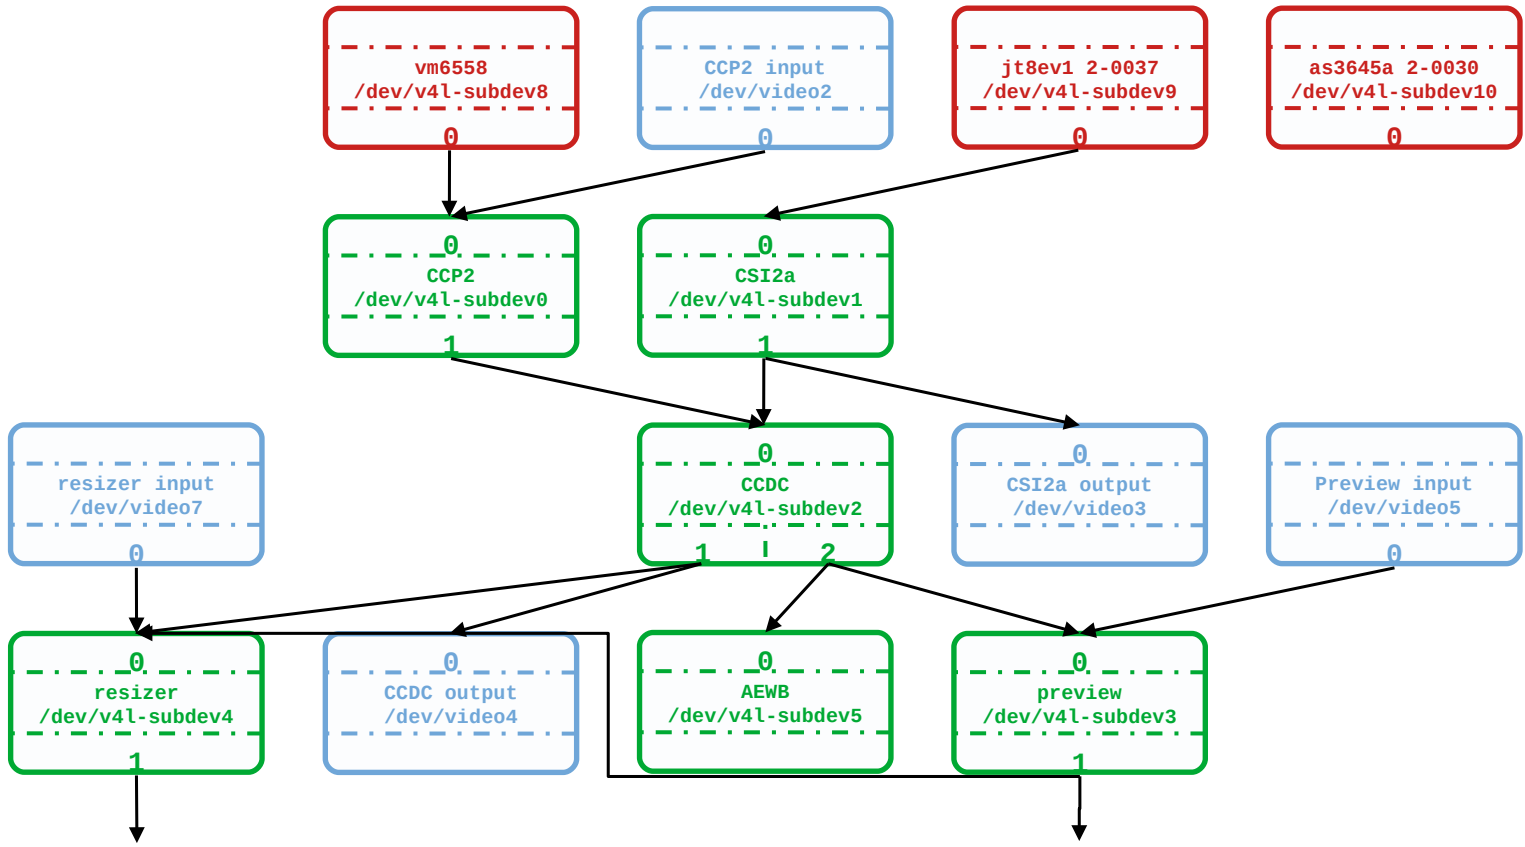 vm6558
/dev/v4l-subdev8
0
CCP2 input
/dev/video2
0
jt8ev1 2-0037
/dev/v4l-subdev9
0
as3645a 2-0030
/dev/v4l-subdev10
0
0
CCP2
/dev/v4l-subdev0
1
0
CSI2a
/dev/v4l-subdev1
1
resizer input
/dev/video7
0
0
CCDC
/dev/v4l-subdev2
1 2
0
CSI2a output
/dev/video3
Preview input
/dev/video5
0
0
resizer
/dev/v4l-subdev4
1
0
CCDC output
/dev/video4
0
AEWB
/dev/v4l-subdev5
0
preview
/dev/v4l-subdev3
1